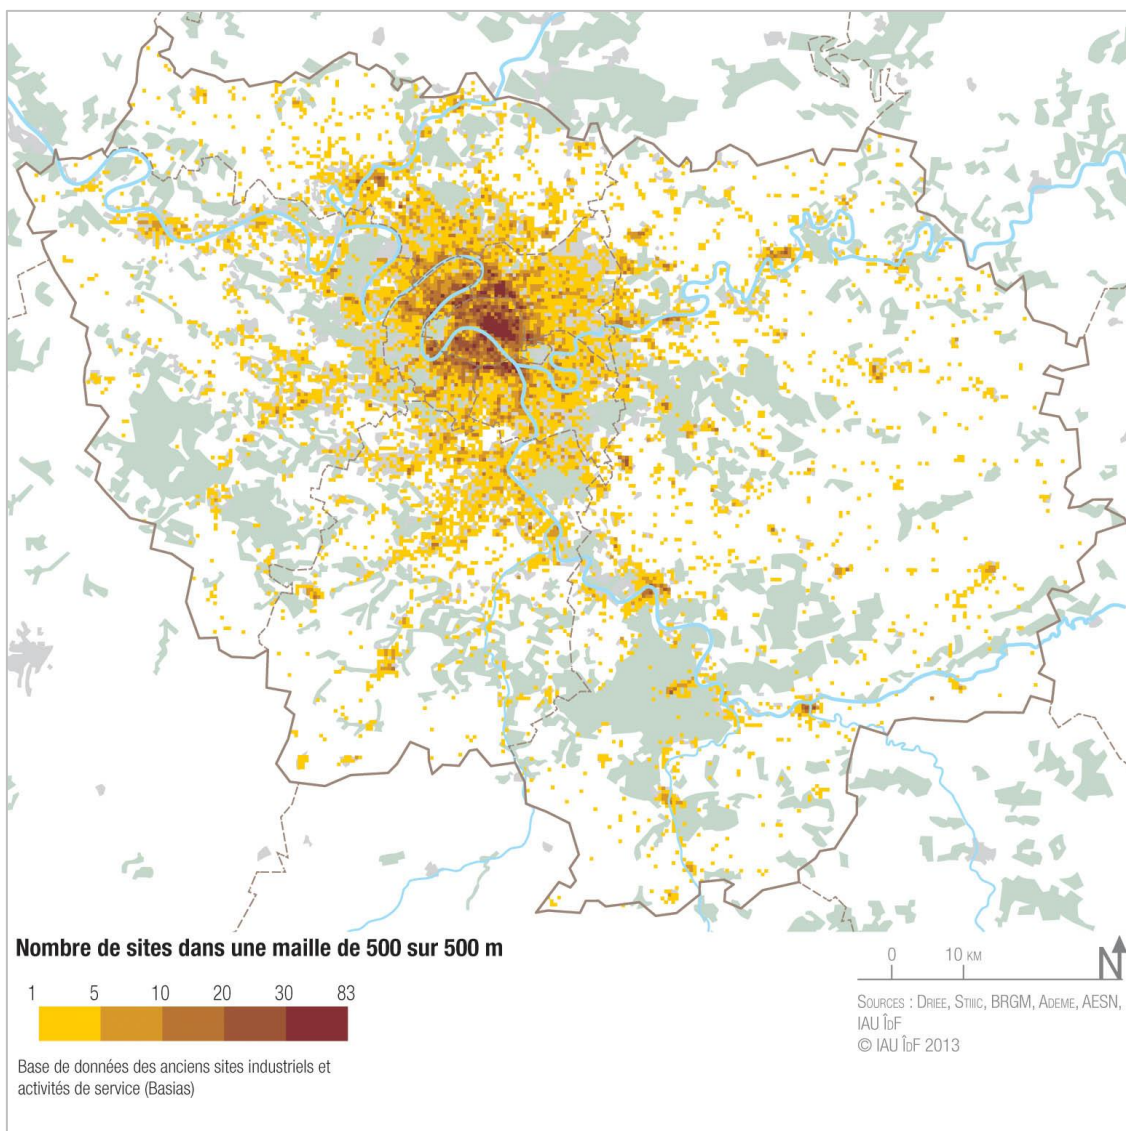 Nombre de sites dans une maille de 500 sur 500 m
1 5 10 20 30 83
Base de données des anciens sites industriels et
activités de service (Basias)
0 10 KM
N
SOURCES : DRIEE, STIIIC, BRGM, ADEME, AESN,
IAU ÎDF
© IAU ÎDF 2013